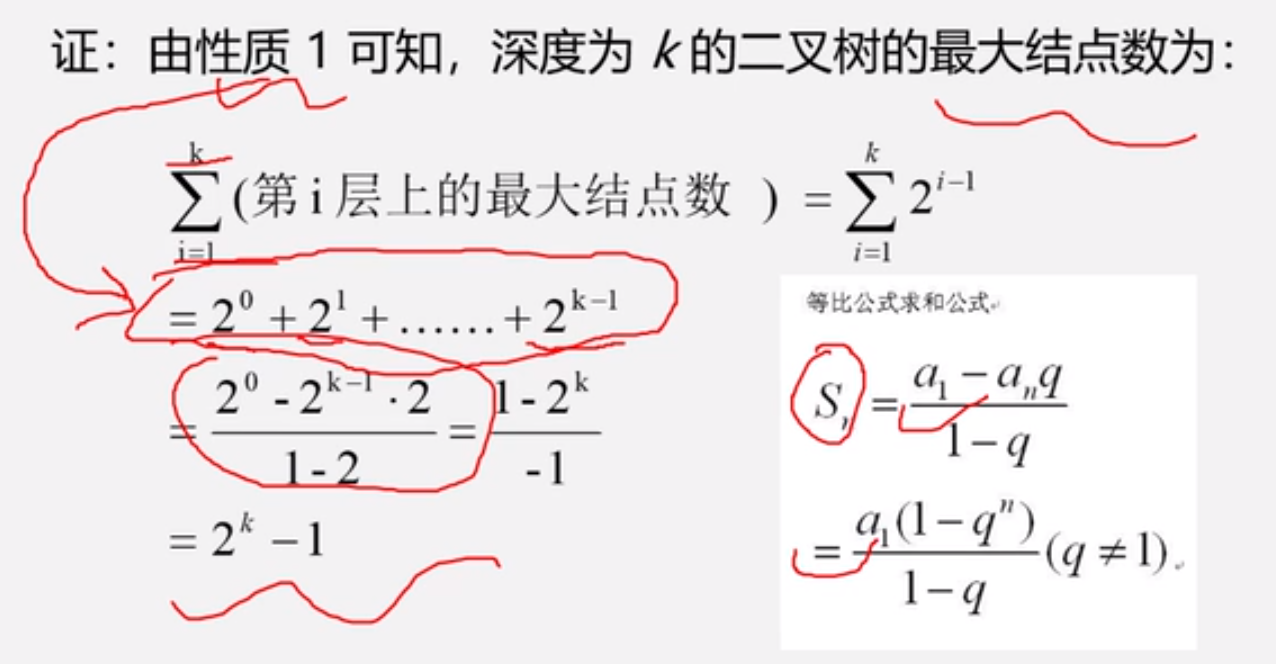 证：由性质 1 可知，深度为 k 的二叉树的最大结点数为：
$\sum_{i=1}^{k}$(第 i 层上的最大结点数 ) $= \sum_{i=1}^{k} 2^{i-1}$
$= 2^0 + 2^1 + \ldots\ldots + 2^{k-1}$
$= \frac{2^0 - 2^{k-1} \cdot 2}{1 - 2} = \frac{1 - 2^k}{-1}$
$= 2^k - 1$
等比公式求和公式
$S_n = \frac{a_1 - a_n q}{1 - q}$
$= \frac{a_1(1 - q^n)}{1 - q} (q \neq 1)$